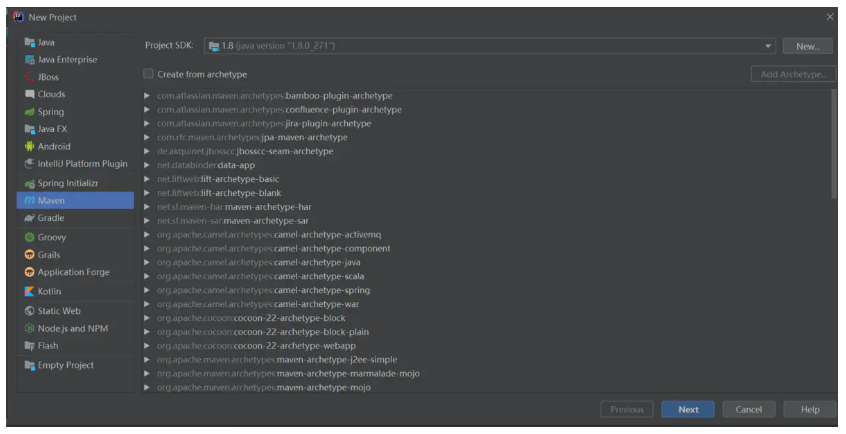 New Project
Java
Java Enterprise
JBoss
Clouds
Spring
Java FX
Android
IntelliJ Platform Plugin
Spring Initializr
Maven
Gradle
Groovy
Grails
Application Forge
Kotlin
Static Web
Node.js and NPM
Flash
Empty Project
Project SDK: 1.8 (java version "1.8.0_271") New...
Create from archetype Add Archetype...
com.atlassian.maven.archetypes:bamboo-plugin-archetype
com.atlassian.maven.archetypes:confluence-plugin-archetype
com.atlassian.maven.archetypes:jira-plugin-archetype
com.rfc.maven.archetypes:jpa-maven-archetype
de.akquinet.jbosscc:jbosscc-seam-archetype
net.databinder:data-app
net.liftweb:lift-archetype-basic
net.liftweb:lift-archetype-blank
net.sf.maven-har:maven-archetype-har
net.sf.maven-sar:maven-archetype-sar
org.apache.camel.archetypes:camel-archetype-activemq
org.apache.camel.archetypes:camel-archetype-component
org.apache.camel.archetypes:camel-archetype-java
org.apache.camel.archetypes:camel-archetype-scala
org.apache.camel.archetypes:camel-archetype-spring
org.apache.camel.archetypes:camel-archetype-war
org.apache.cocoon:cocoon-22-archetype-block
org.apache.cocoon:cocoon-22-archetype-block-plain
org.apache.cocoon:cocoon-22-archetype-webapp
org.apache.maven.archetypes:maven-archetype-j2ee-simple
org.apache.maven.archetypes:maven-archetype-marmalade-mojo
org.apache.maven.archetypes:maven-archetype-mojo
Previous Next Cancel Help